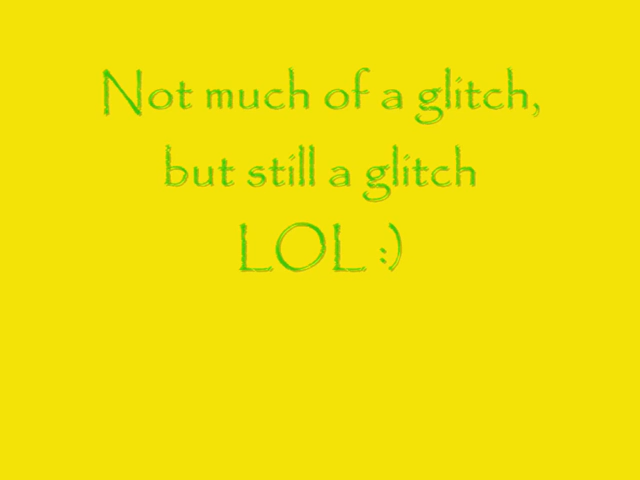 Not much of a glitch,
but still a glitch
LOL :)